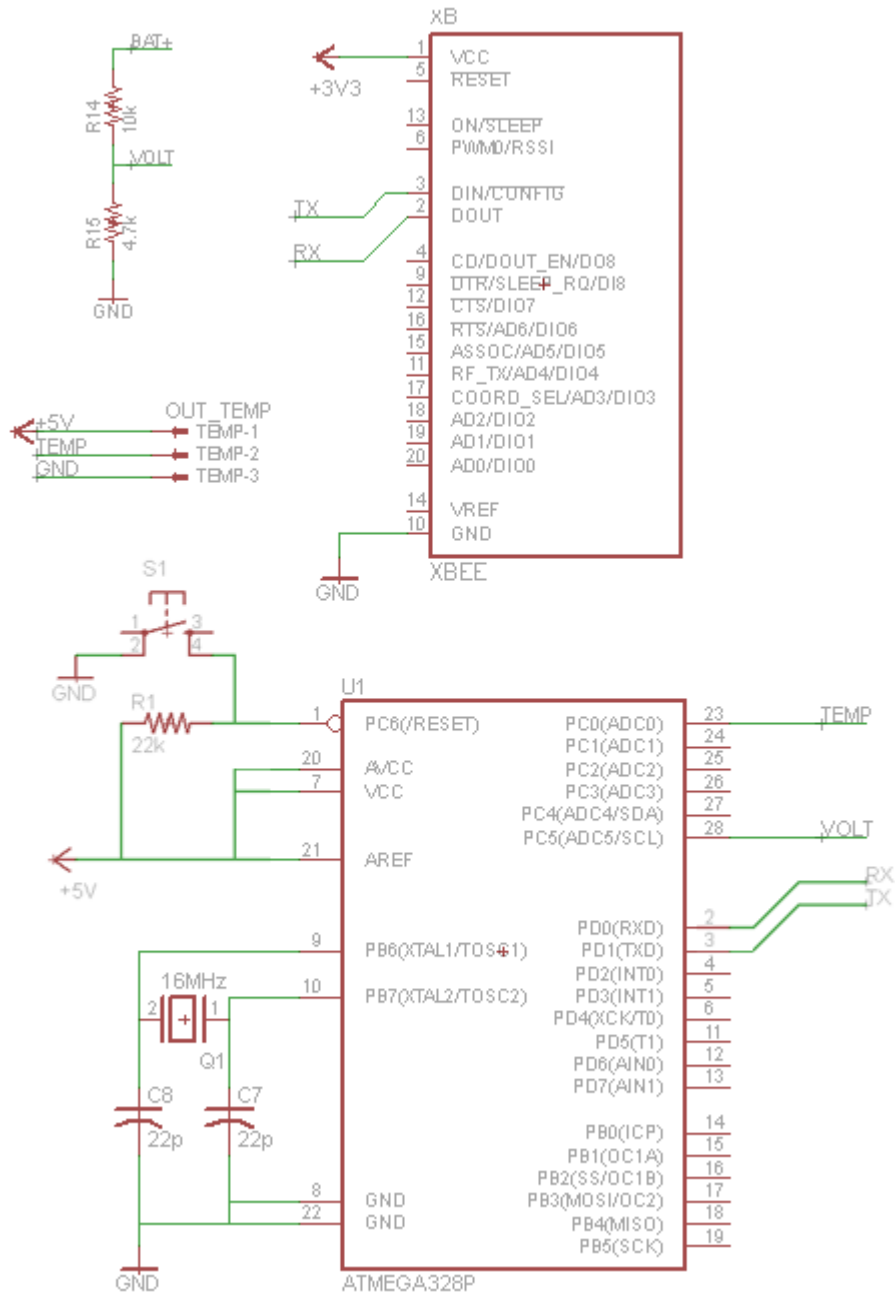 BAT+
R14
10k
VOLT
R15
4.7k
GND
XB
+3V3
1 VCC
5 RESET
13 ON/SLEEP
6 PWM0/RSSI
TX
3 DIN/CONFIG
2 DOUT
RX
4 CD/DOUT_EN/DO8
9 DTR/SLEEP_RQ/DI8
12 CTS/DIO7
16 RTS/AD6/DIO6
15 ASSOC/AD5/DIO5
11 RF_TX/AD4/DIO4
17 COORD_SEL/AD3/DIO3
18 AD2/DIO2
19 AD1/DIO1
20 AD0/DIO0
14 VREF
10 GND
GND
XBEE
OUT_TEMP
+5V TEMP-1
TEMP TEMP-2
GND TEMP-3
S1
1 3
2 4
GND
R1
22k
+5V
U1
1 PC6(/RESET)
20 AVCC
7 VCC
21 AREF
9 PB6(XTAL1/TOSC1)
10 PB7(XTAL2/TOSC2)
16MHz
2 1
Q1
C8
22p
C7
22p
8 GND
22 GND
GND
PC0(ADC0) 23 TEMP
PC1(ADC1) 24
PC2(ADC2) 25
PC3(ADC3) 26
PC4(ADC4/SDA) 27
PC5(ADC5/SCL) 28 VOLT
RX
TX
PD0(RXD) 2
PD1(TXD) 3
PD2(INT0) 4
PD3(INT1) 5
PD4(XCK/T0) 6
PD5(T1) 11
PD6(AIN0) 12
PD7(AIN1) 13
PB0(ICP) 14
PB1(OC1A) 15
PB2(SS/OC1B) 16
PB3(MOSI/OC2) 17
PB4(MISO) 18
PB5(SCK) 19
ATMEGA328P